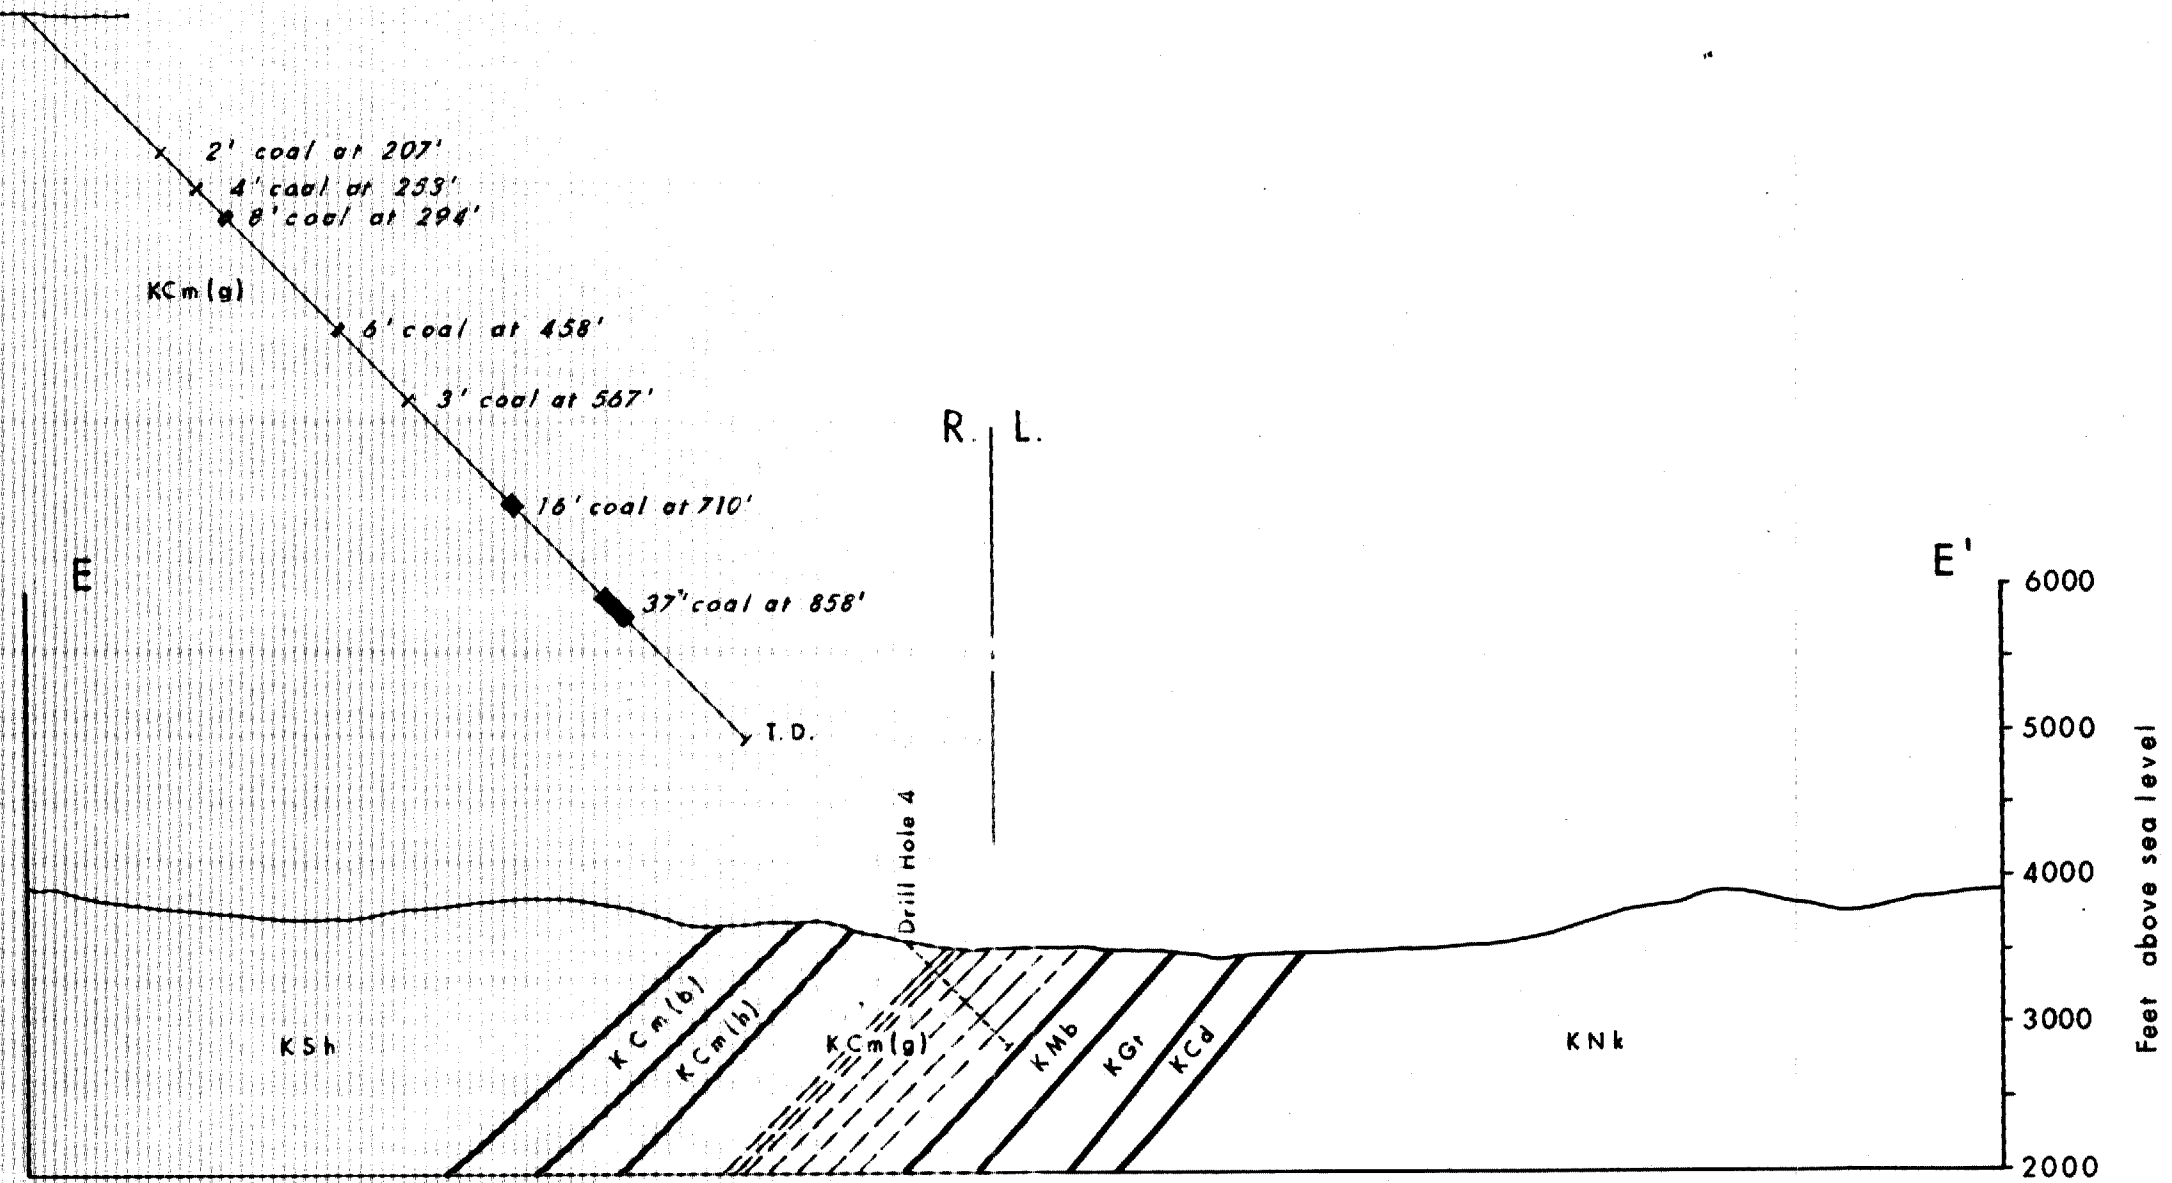 2' coal at 207'
4' coal at 253'
8' coal at 294'
KCm(g)
6' coal at 458'
3' coal at 567'
R. L.
16' coal at 710'
E
E'
6000
37' coal at 858'
T.D.
5000
Drill Hole 4
4000
Feet above sea level
KSh
KCm(b)
KCm(h)
KCm(g)
KMb
KGt
KCd
KNk
3000
2000